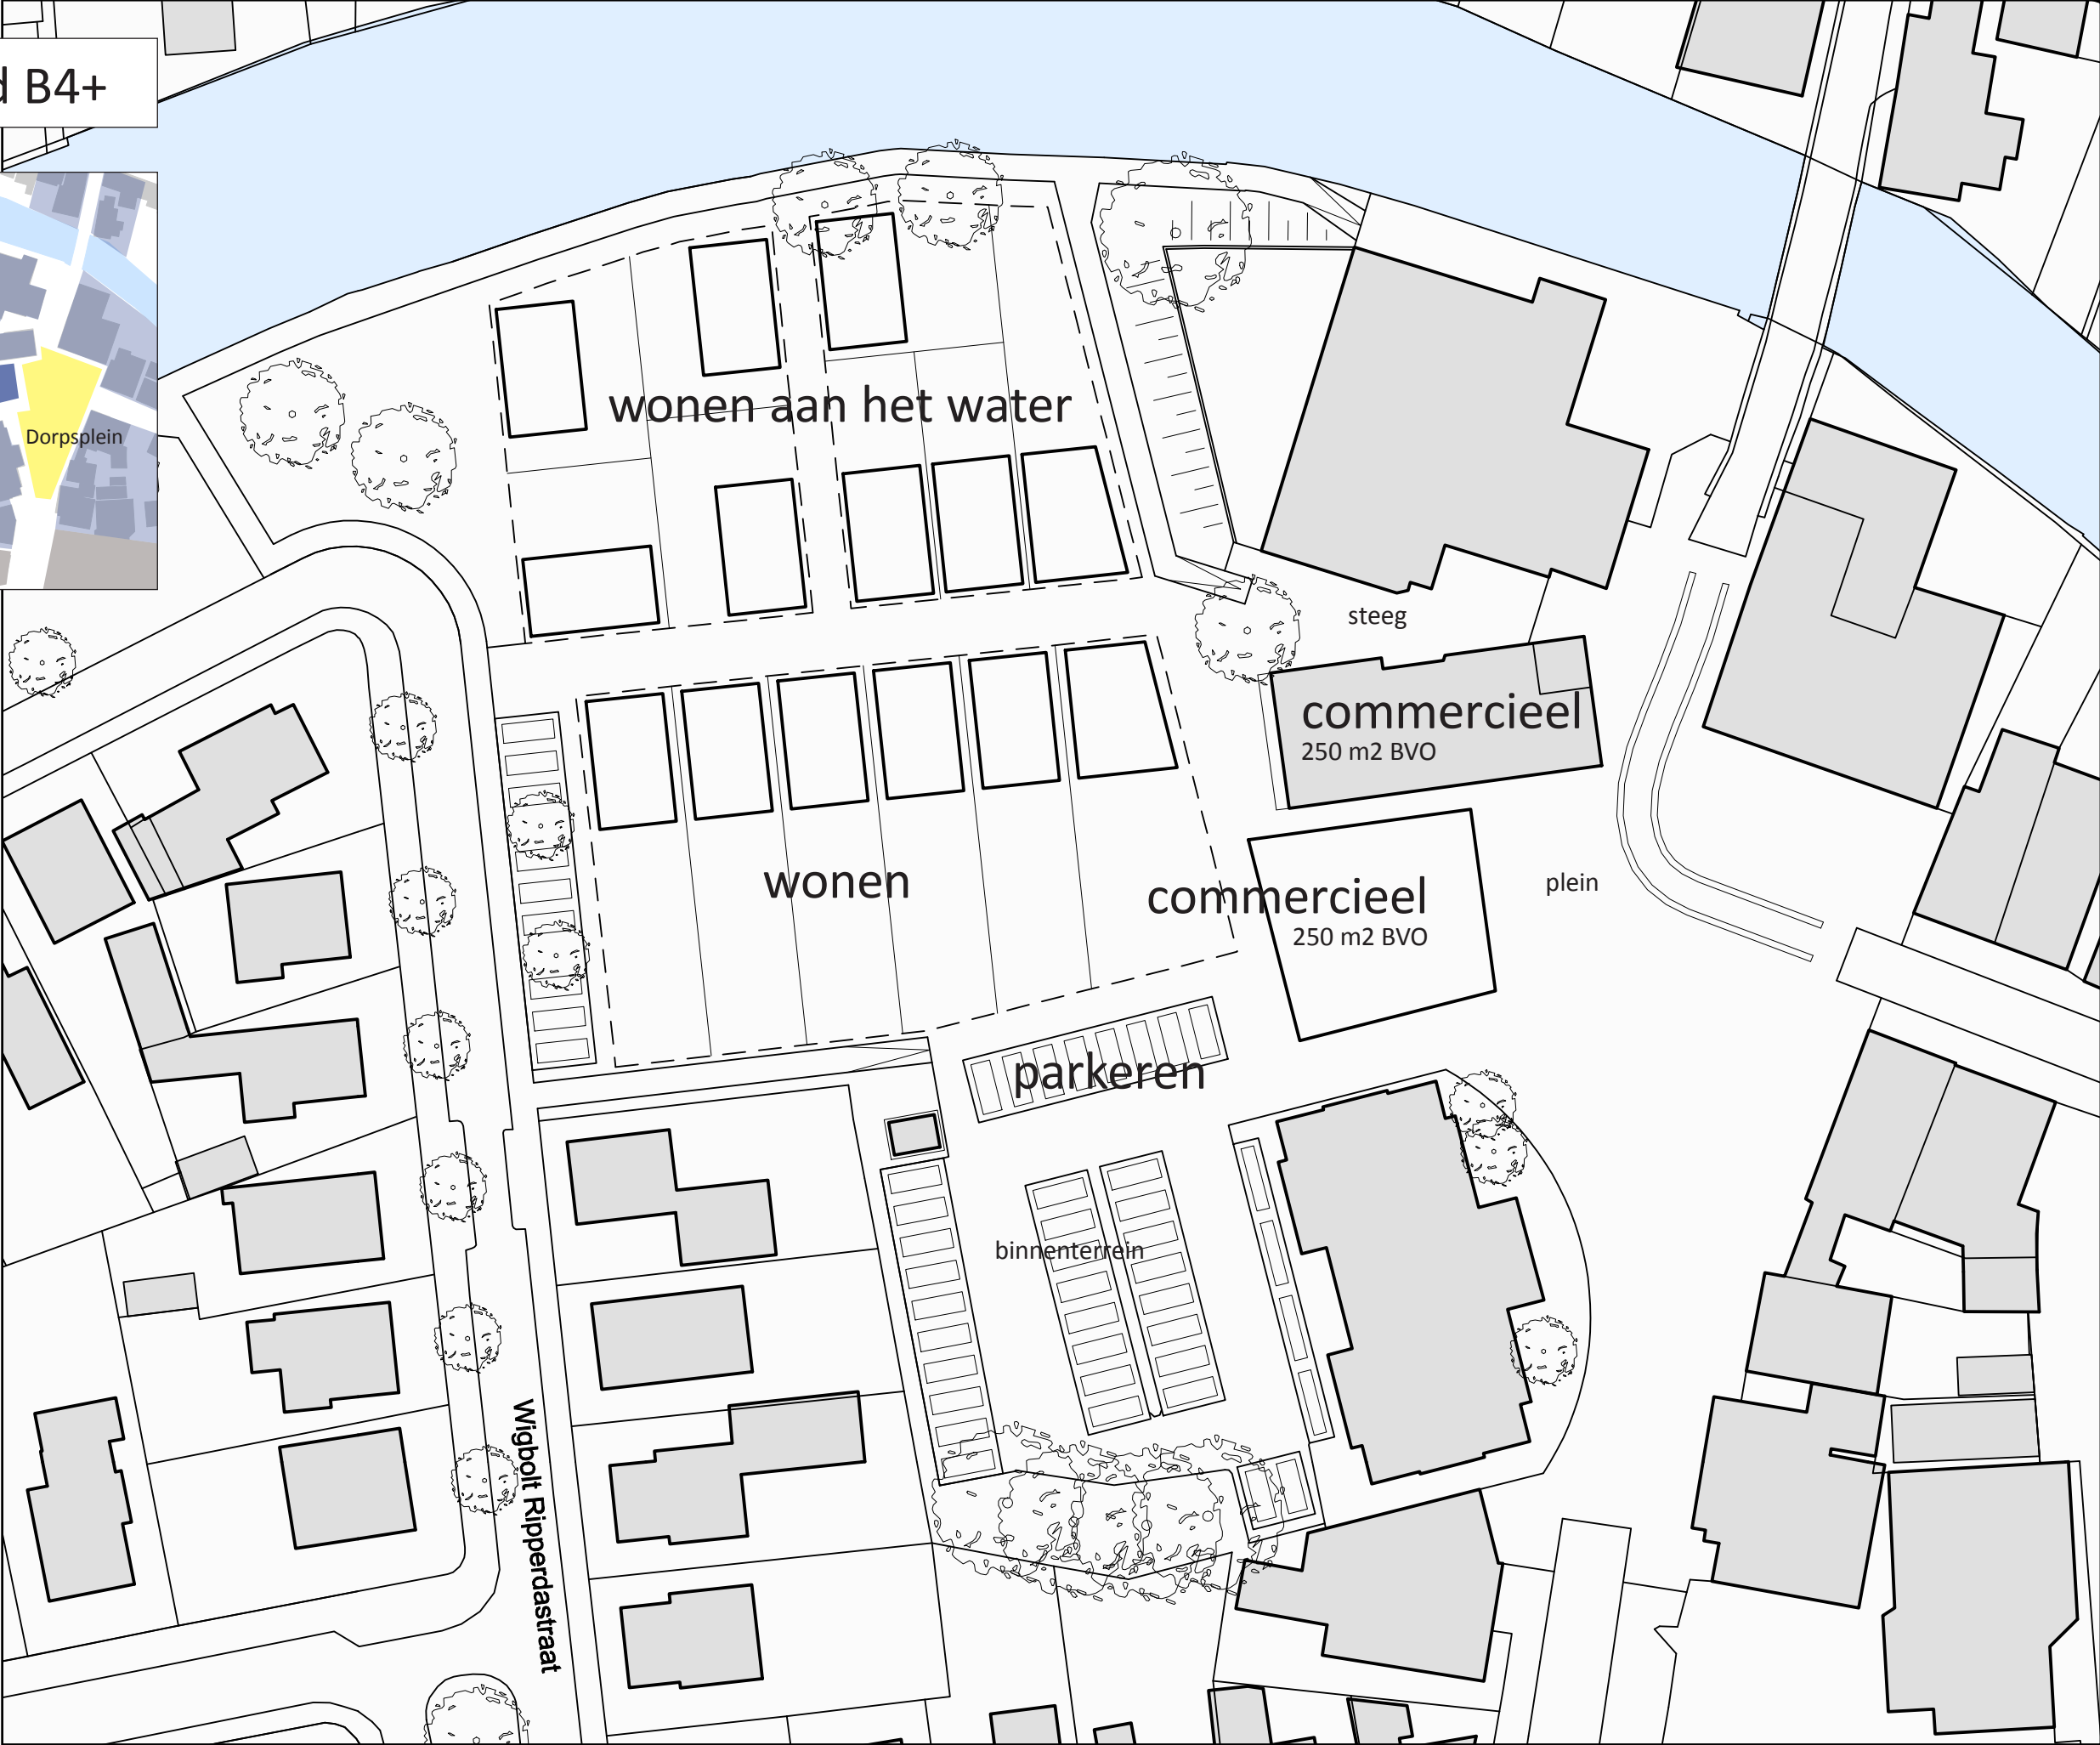 B4+
Dorpsplein
wonen aan het water
steeg
commercieel
250 m2 BVO
wonen
commercieel
250 m2 BVO
plein
parkeren
binnenterrein
Wigbolt Ripperdastraat